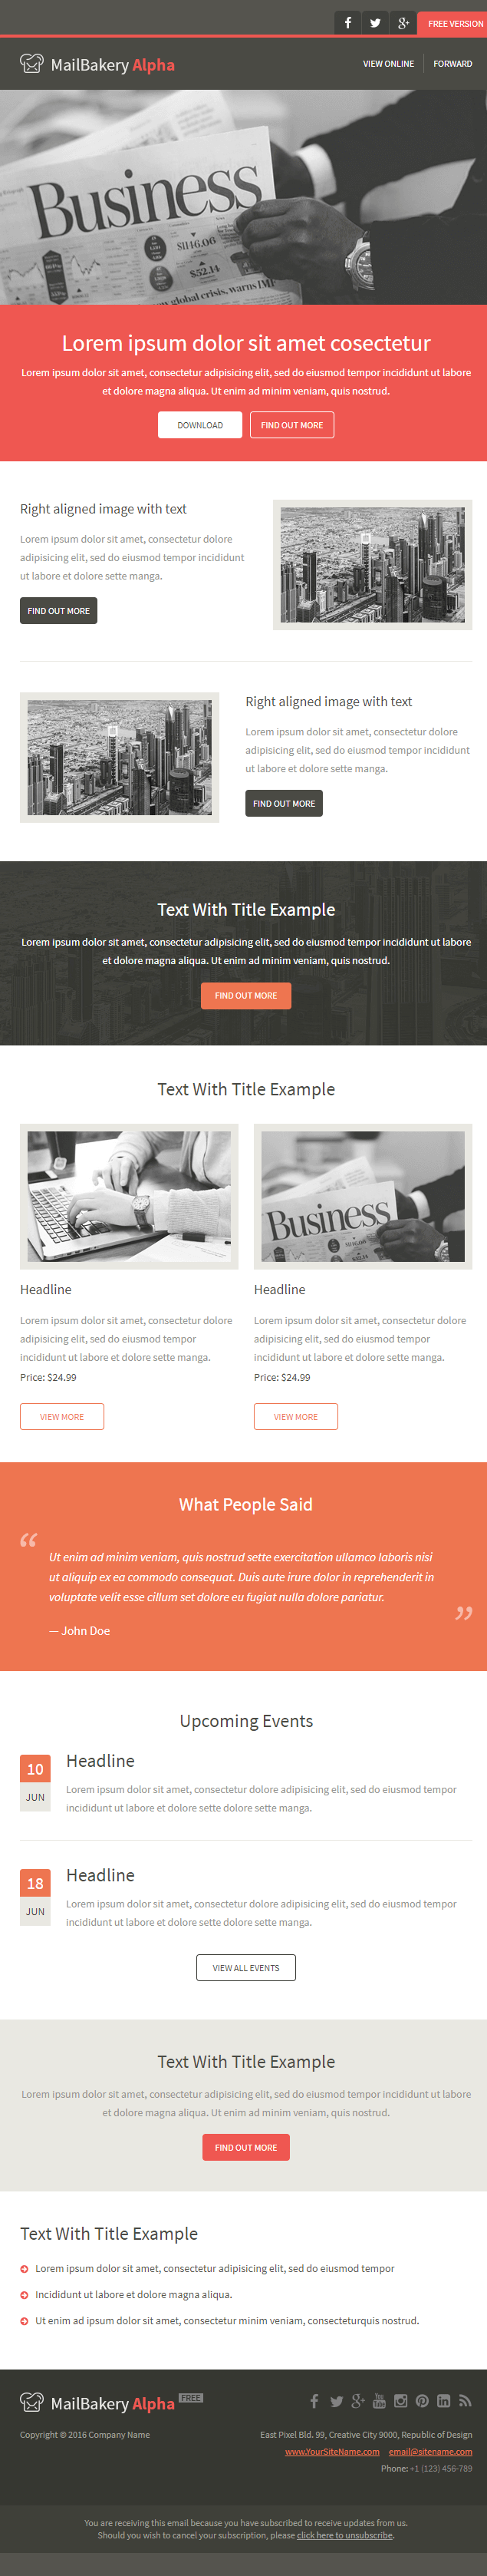 FREE VERSION
MailBakery Alpha
VIEW ONLINE
FORWARD
Business
$1146.06
$52.14
global crisis, warns IMF
Lorem ipsum dolor sit amet cosectetur
Lorem ipsum dolor sit amet, consectetur adipisicing elit, sed do eiusmod tempor incididunt ut labore
et dolore magna aliqua. Ut enim ad minim veniam, quis nostrud.
DOWNLOAD
FIND OUT MORE
Right aligned image with text
Lorem ipsum dolor sit amet, consectetur dolore
adipisicing elit, sed do eiusmod tempor incididunt
ut labore et dolore sette manga.
FIND OUT MORE
Right aligned image with text
Lorem ipsum dolor sit amet, consectetur dolore
adipisicing elit, sed do eiusmod tempor incididunt
ut labore et dolore sette manga.
FIND OUT MORE
Text With Title Example
Lorem ipsum dolor sit amet, consectetur adipisicing elit, sed do eiusmod tempor incididunt ut labore
et dolore magna aliqua. Ut enim ad minim veniam, quis nostrud.
FIND OUT MORE
Text With Title Example
Business
Headline
Lorem ipsum dolor sit amet, consectetur dolore
adipisicing elit, sed do eiusmod tempor
incididunt ut labore et dolore sette manga.
Price: $24.99
VIEW MORE
Headline
Lorem ipsum dolor sit amet, consectetur dolore
adipisicing elit, sed do eiusmod tempor
incididunt ut labore et dolore sette manga.
Price: $24.99
VIEW MORE
What People Said
“
Ut enim ad minim veniam, quis nostrud sette exercitation ullamco laboris nisi
ut aliquip ex ea commodo consequat. Duis aute irure dolor in reprehenderit in
voluptate velit esse cillum set dolore eu fugiat nulla dolore pariatur.
”
— John Doe
Upcoming Events
10
JUN
Headline
Lorem ipsum dolor sit amet, consectetur dolore adipisicing elit, sed do eiusmod tempor
incididunt ut labore et dolore sette dolore sette manga.
18
JUN
Headline
Lorem ipsum dolor sit amet, consectetur dolore adipisicing elit, sed do eiusmod tempor
incididunt ut labore et dolore sette dolore sette manga.
VIEW ALL EVENTS
Text With Title Example
Lorem ipsum dolor sit amet, consectetur adipisicing elit, sed do eiusmod tempor incididunt ut labore
et dolore magna aliqua. Ut enim ad minim veniam, quis nostrud.
FIND OUT MORE
Text With Title Example
Lorem ipsum dolor sit amet, consectetur adipisicing elit, sed do eiusmod tempor
Incididunt ut labore et dolore magna aliqua.
Ut enim ad ipsum dolor sit amet, consectetur minim veniam, consecteturquis nostrud.
MailBakery Alpha FREE
Copyright © 2016 Company Name
East Pixel Bld. 99, Creative City 9000, Republic of Design
www.YourSiteName.com email@sitename.com
Phone: +1 (123) 456-789
You are receiving this email because you have subscribed to receive updates from us.
Should you wish to cancel your subscription, please click here to unsubscribe.